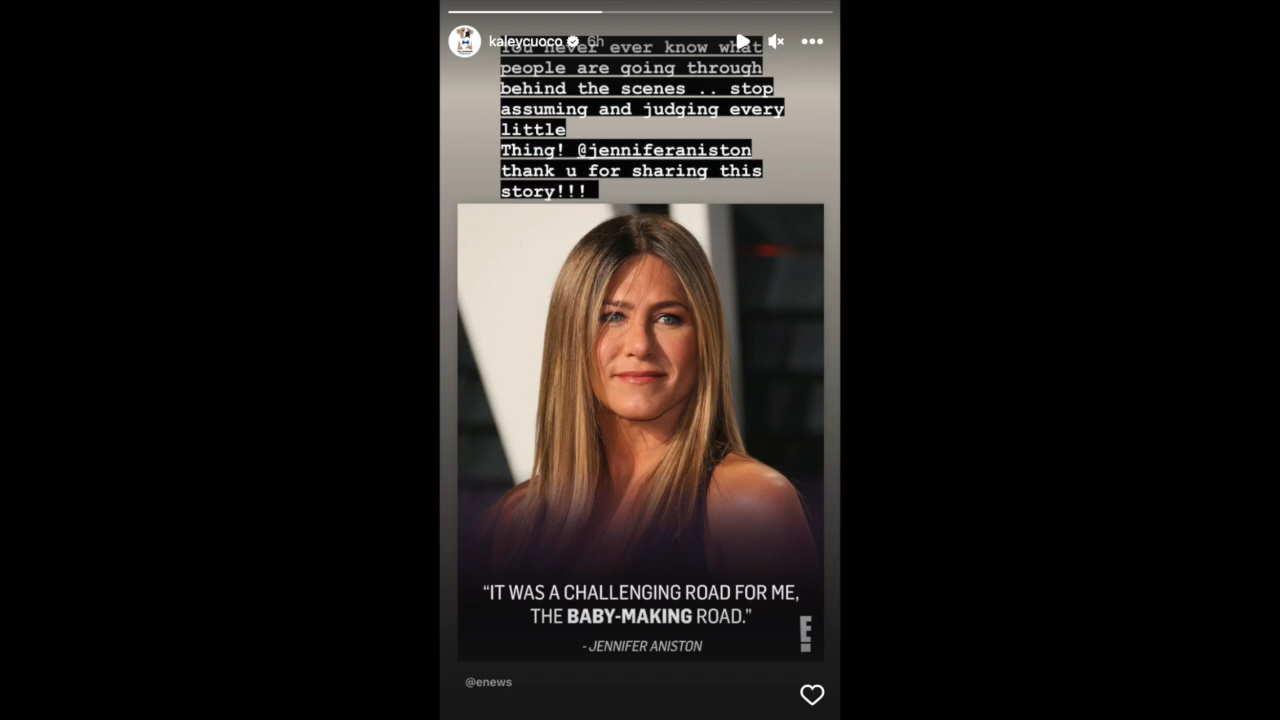 kaleycuoco 6h
You never ever know what
people are going through
behind the scenes .. stop
assuming and judging every
little
Thing! @jenniferaniston
thank u for sharing this
story!!!
“IT WAS A CHALLENGING ROAD FOR ME,
THE BABY-MAKING ROAD.”
- JENNIFER ANISTON
E!
@enews